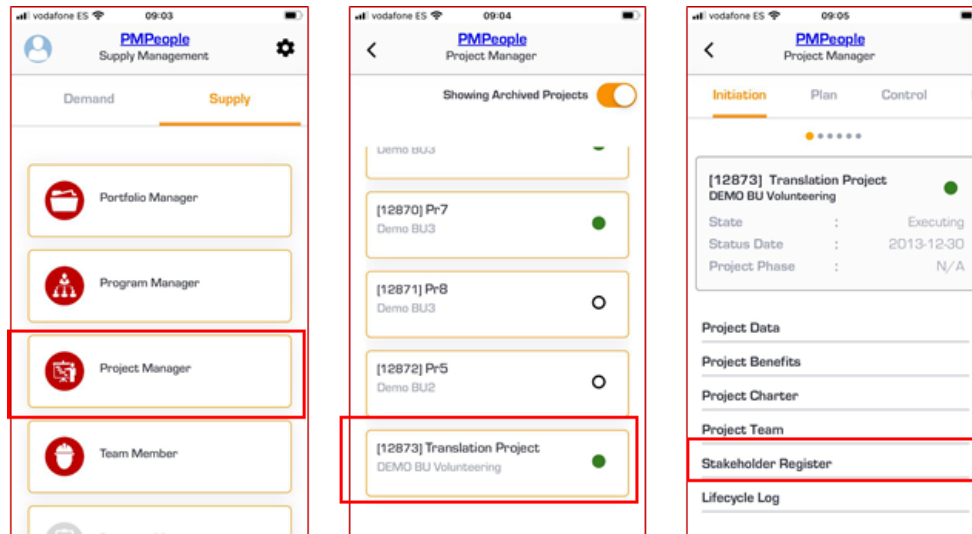 vodafone ES 09:03
PMPeople
Supply Management
Demand Supply
Portfolio Manager
Program Manager
Project Manager
Team Member
vodafone ES 09:04
PMPeople
Project Manager
Showing Archived Projects
Demo BU3
[12870] Pr7
Demo BU3
[12871] Pr8
Demo BU3
[12872] Pr5
Demo BU2
[12873] Translation Project
DEMO BU Volunteering
vodafone ES 09:05
PMPeople
Project Manager
Initiation Plan Control
[12873] Translation Project
DEMO BU Volunteering
State : Executing
Status Date : 2013-12-30
Project Phase : N/A
Project Data
Project Benefits
Project Charter
Project Team
Stakeholder Register
Lifecycle Log